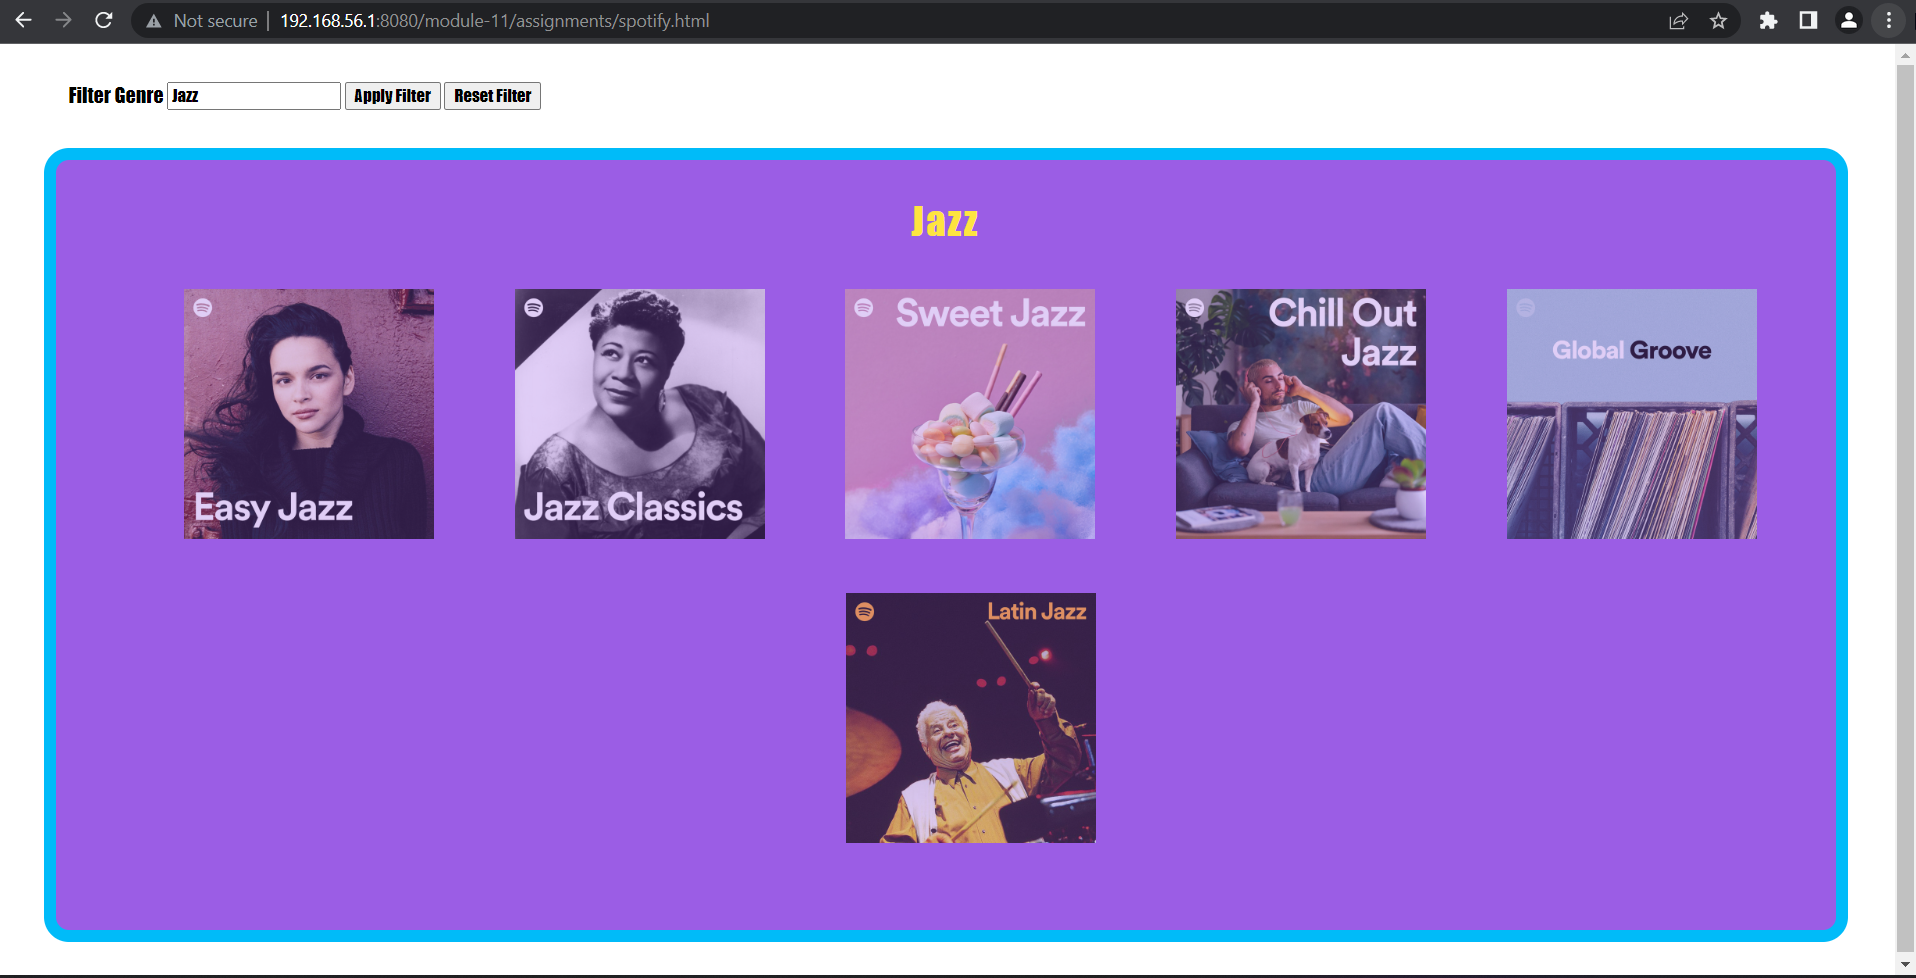 Not secure | 192.168.56.1:8080/module-11/assignments/spotify.html
Filter Genre Jazz Apply Filter Reset Filter
Jazz
Easy Jazz
Jazz Classics
Sweet Jazz
Chill Out
Jazz
Global Groove
Latin Jazz